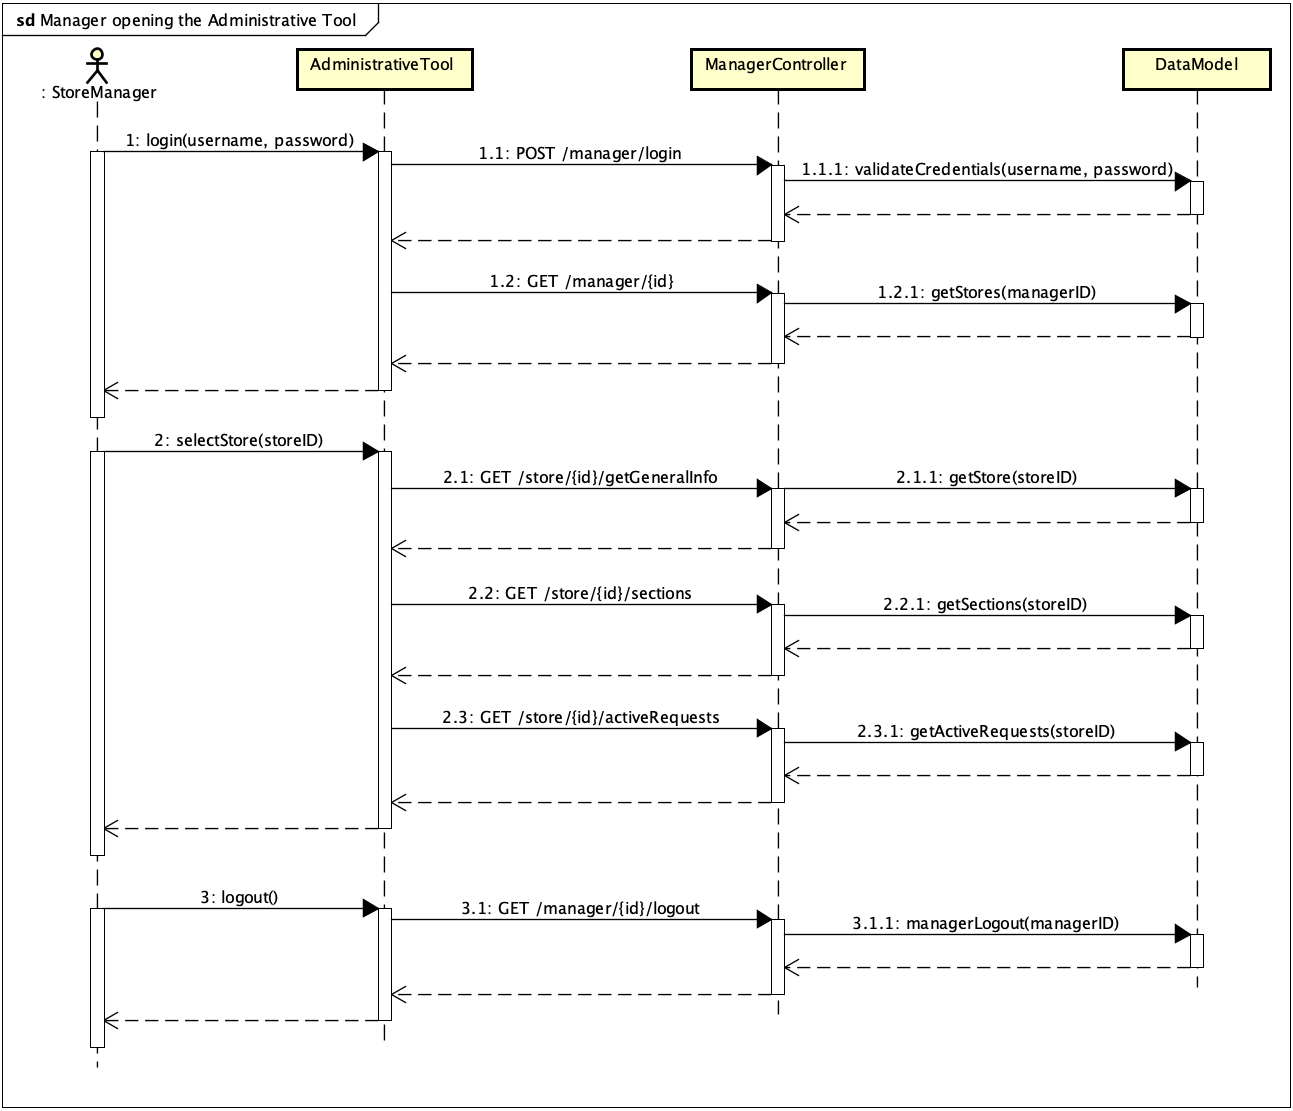 sd Manager opening the Administrative Tool
: StoreManager
AdministrativeTool
ManagerController
DataModel
1: login(username, password)
1.1: POST /manager/login
1.1.1: validateCredentials(username, password)
1.2: GET /manager/{id}
1.2.1: getStores(managerID)
2: selectStore(storeID)
2.1: GET /store/{id}/getGeneralInfo
2.1.1: getStore(storeID)
2.2: GET /store/{id}/sections
2.2.1: getSections(storeID)
2.3: GET /store/{id}/activeRequests
2.3.1: getActiveRequests(storeID)
3: logout()
3.1: GET /manager/{id}/logout
3.1.1: managerLogout(managerID)